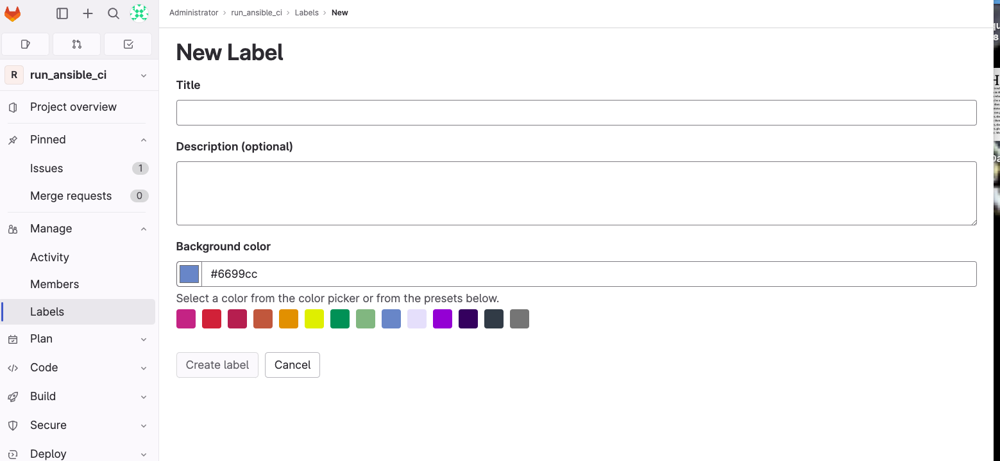 Administrator › run_ansible_ci › Labels › New
R run_ansible_ci
Project overview
Pinned
Issues 1
Merge requests 0
Manage
Activity
Members
Labels
Plan
Code
Build
Secure
Deploy
New Label
Title
Description (optional)
Background color
#6699cc
Select a color from the color picker or from the presets below.
Create label
Cancel